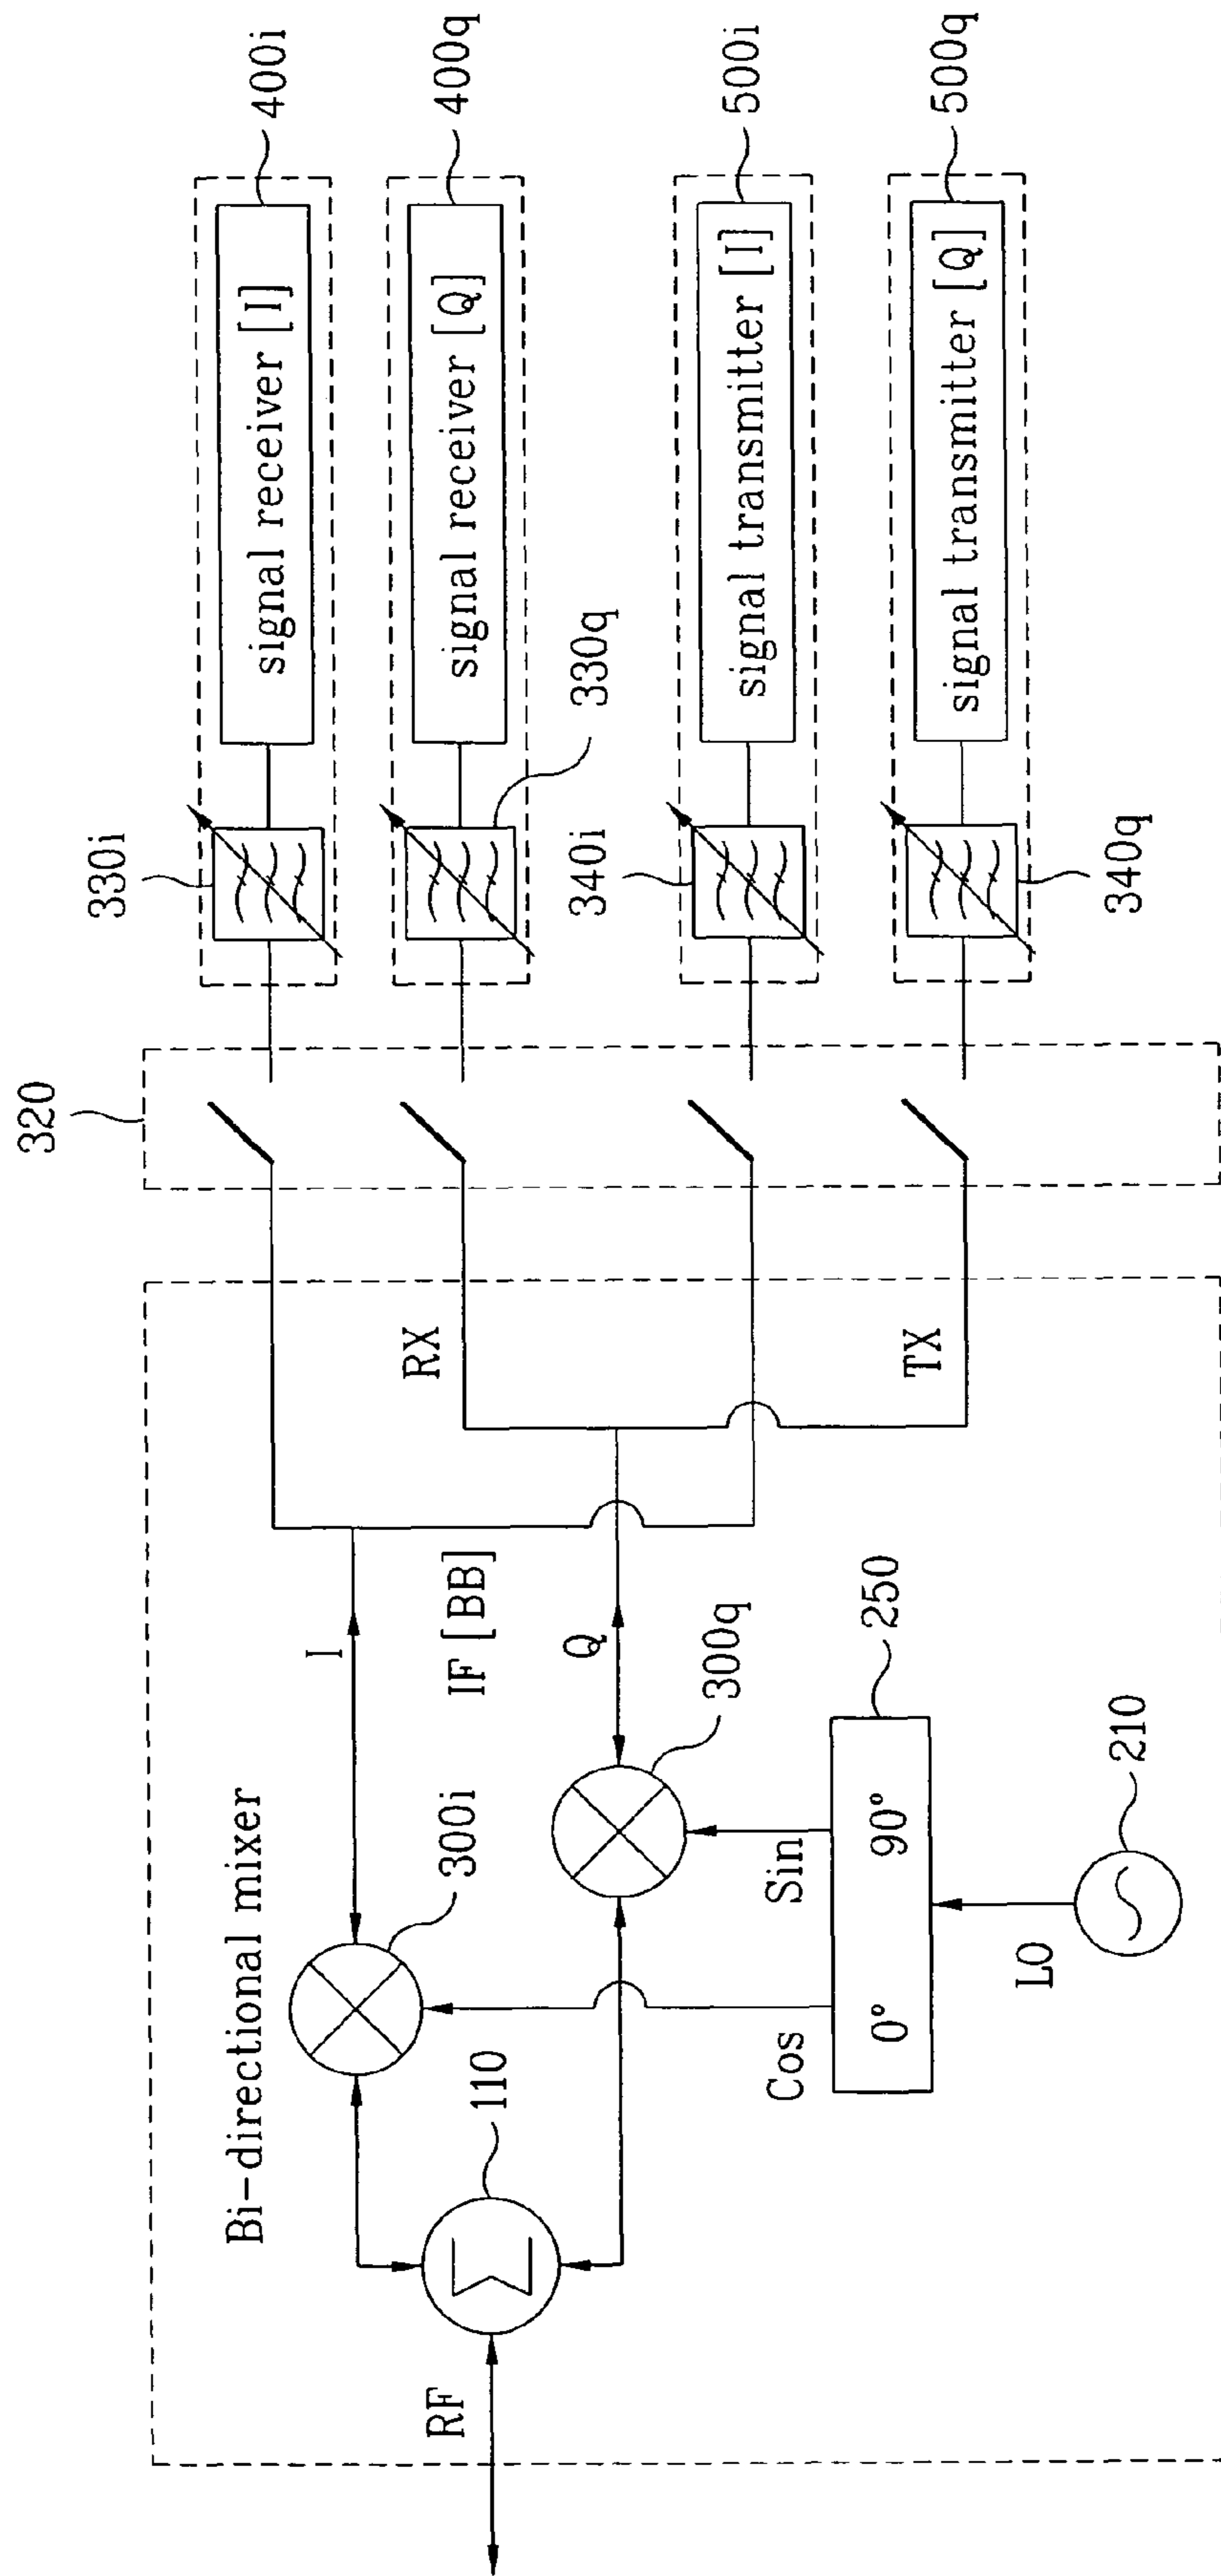 320
330i
signal receiver [I]
400i
RX
330q
signal receiver [Q]
400q
340i
signal transmitter [I]
500i
TX
340q
signal transmitter [Q]
500q
Bi-directional mixer
300i
I
IF [BB]
RF
110
Σ
Q
300q
Cos
Sin
0°
90°
250
LO
210